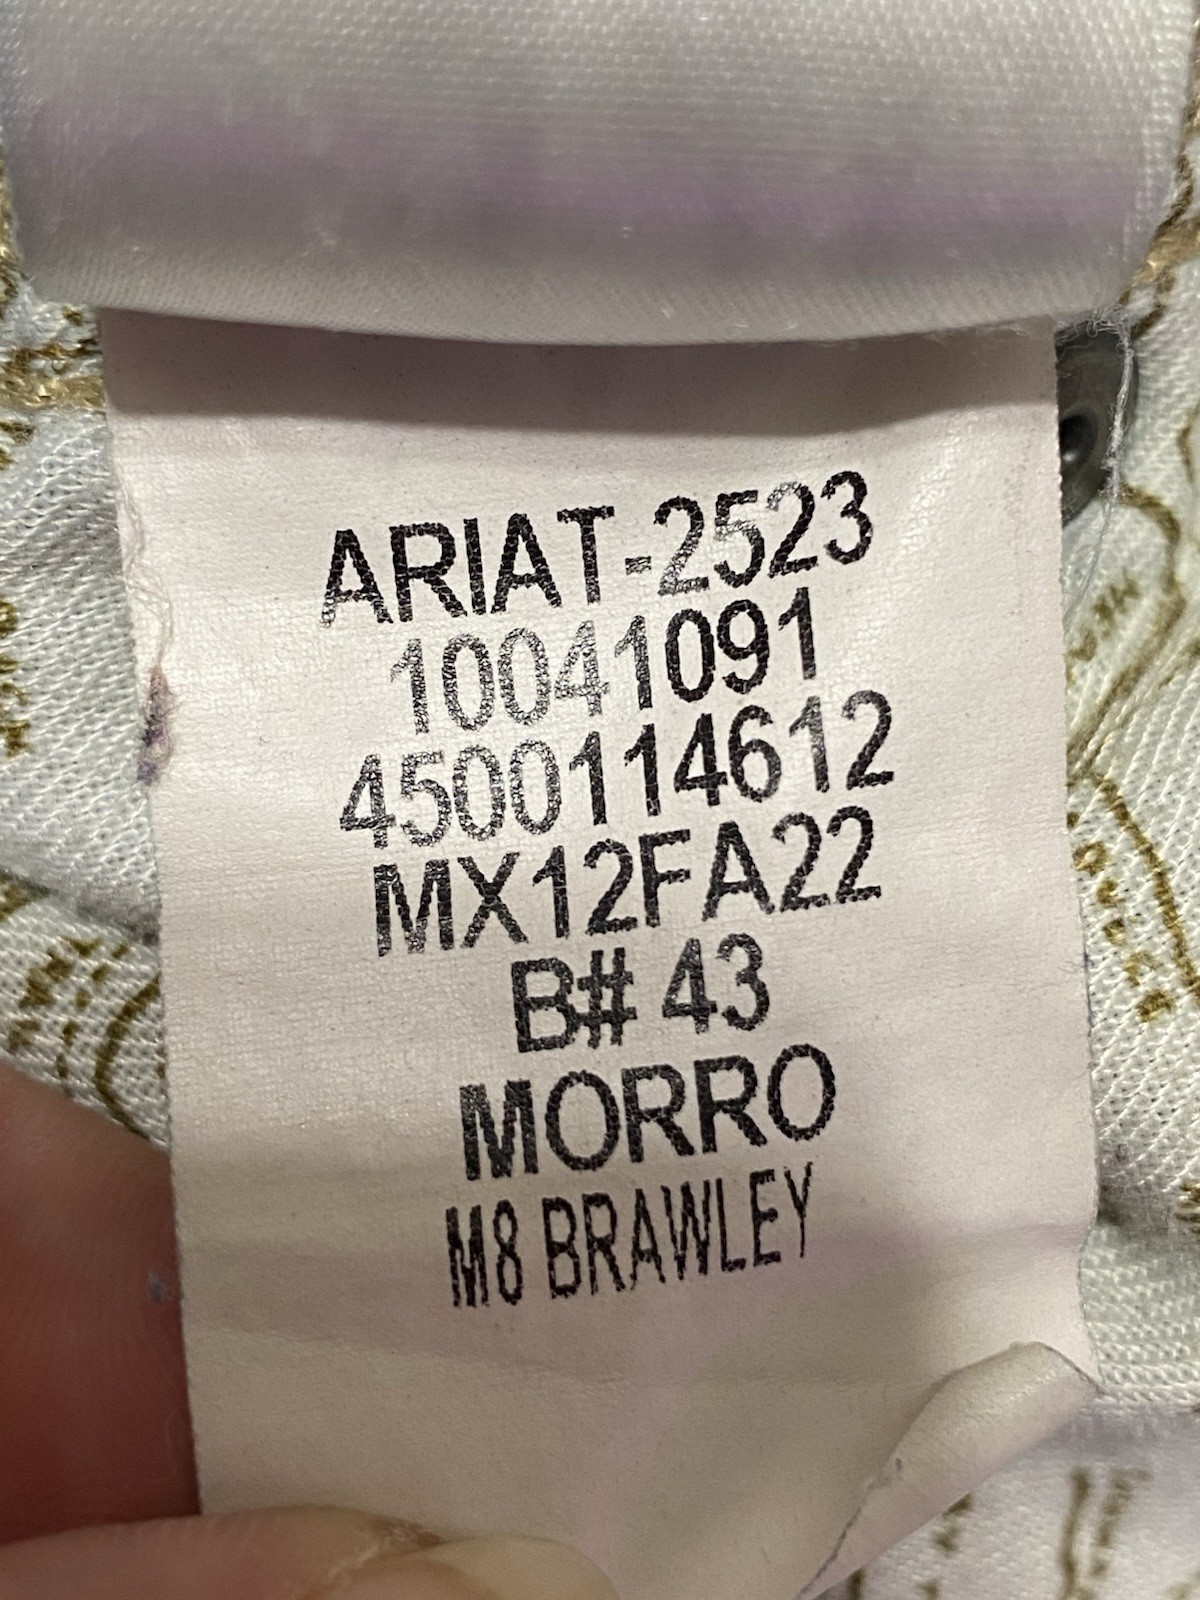 ARIAT-2523
10041091
4500114612
MX12FA22
B# 43
MORRO
M8 BRAWLEY